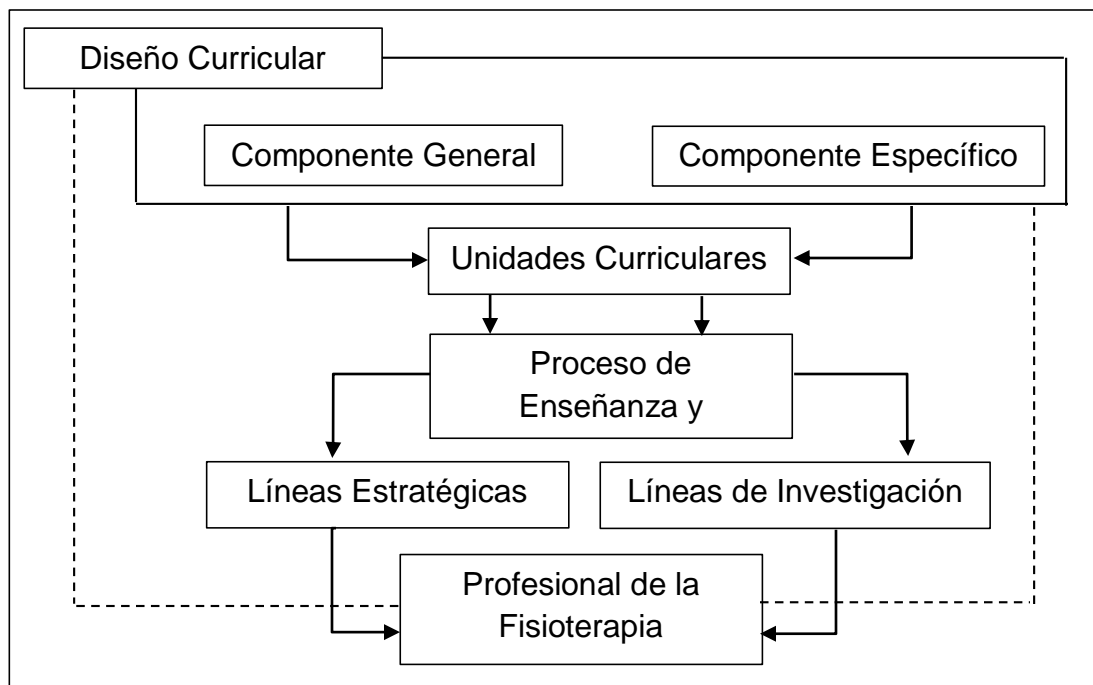 Diseño Curricular
Componente General
Componente Específico
Unidades Curriculares
Proceso de
Enseñanza y
Líneas Estratégicas
Líneas de Investigación
Profesional de la
Fisioterapia